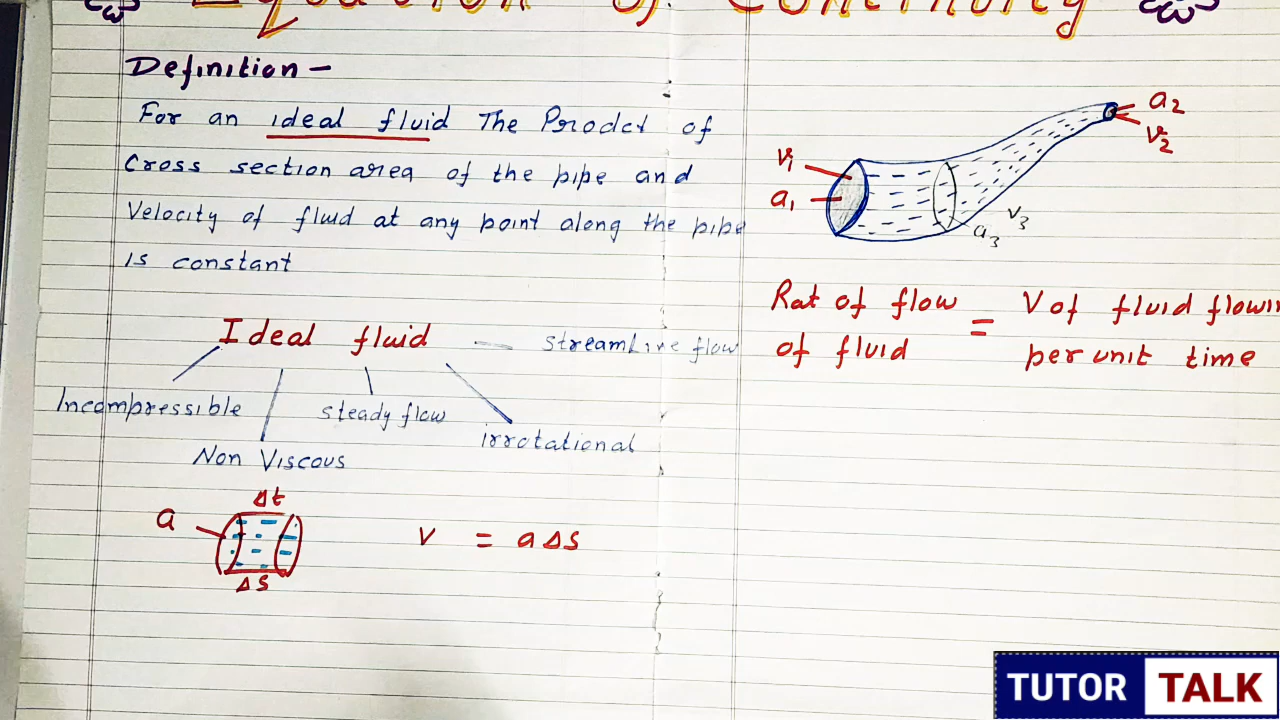 Equation of Continuity
Definition -
For an ideal fluid The Prodct of
Cross section area of the pipe and
Velocity of fluid at any point along the pipe
is constant
Ideal fluid
streamline flow
Incompressible
Non Viscous
steady flow
irrotational
Δt
a
Δs
v = aΔs
v1
a1
a2
v2
v3
a3
Rat of flow
of fluid
=
V of fluid flowin
per unit time
TUTOR TALK